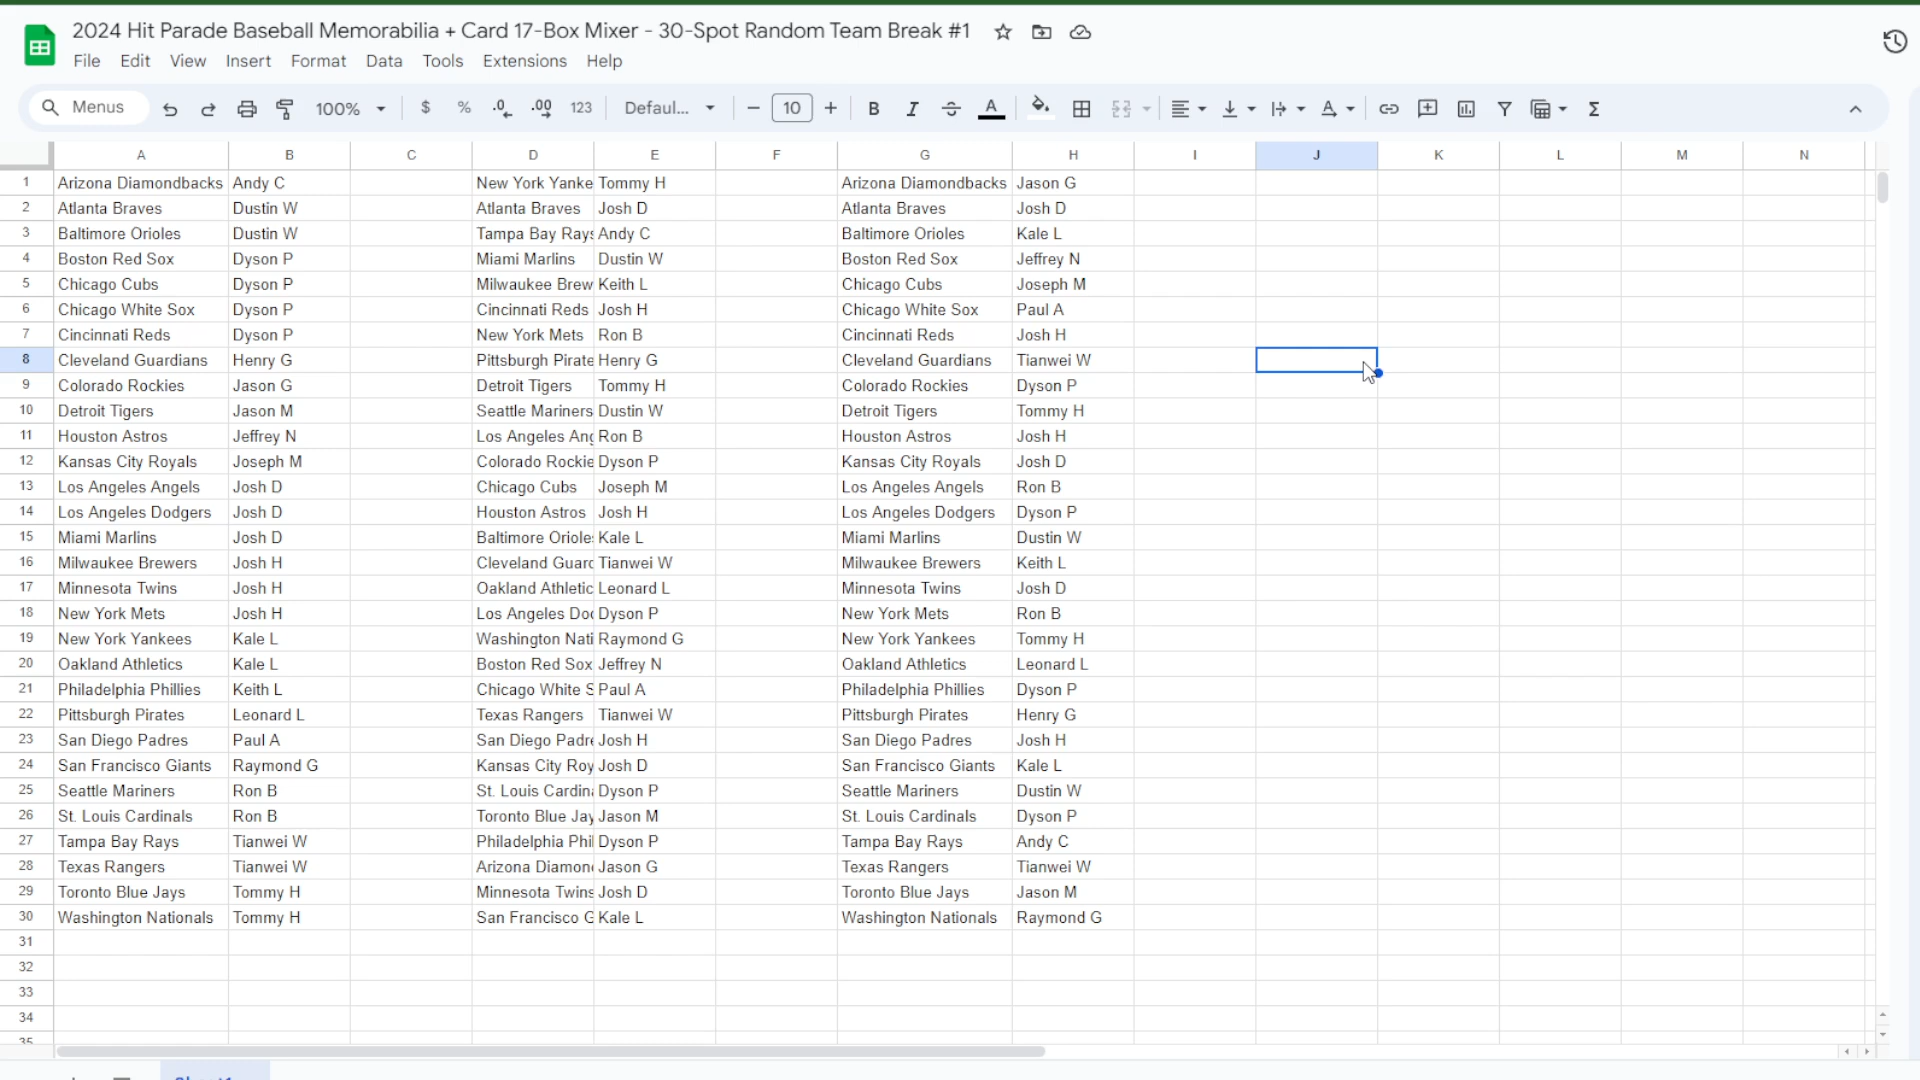 2024 Hit Parade Baseball Memorabilia + Card 17-Box Mixer - 30-Spot Random Team Break #1
File Edit View Insert Format Data Tools Extensions Help
Menus 100% $ % .0 .00 123 Defaul... 10 B I A
A B C D E F G H I J K L M N
1 Arizona Diamondbacks Andy C New York Yanke Tommy H Arizona Diamondbacks Jason G
2 Atlanta Braves Dustin W Atlanta Braves Josh D Atlanta Braves Josh D
3 Baltimore Orioles Dustin W Tampa Bay Rays Andy C Baltimore Orioles Kale L
4 Boston Red Sox Dyson P Miami Marlins Dustin W Boston Red Sox Jeffrey N
5 Chicago Cubs Dyson P Milwaukee Brew Keith L Chicago Cubs Joseph M
6 Chicago White Sox Dyson P Cincinnati Reds Josh H Chicago White Sox Paul A
7 Cincinnati Reds Dyson P New York Mets Ron B Cincinnati Reds Josh H
8 Cleveland Guardians Henry G Pittsburgh Pirate Henry G Cleveland Guardians Tianwei W
9 Colorado Rockies Jason G Detroit Tigers Tommy H Colorado Rockies Dyson P
10 Detroit Tigers Jason M Seattle Mariners Dustin W Detroit Tigers Tommy H
11 Houston Astros Jeffrey N Los Angeles Ang Ron B Houston Astros Josh H
12 Kansas City Royals Joseph M Colorado Rockie Dyson P Kansas City Royals Josh D
13 Los Angeles Angels Josh D Chicago Cubs Joseph M Los Angeles Angels Ron B
14 Los Angeles Dodgers Josh D Houston Astros Josh H Los Angeles Dodgers Dyson P
15 Miami Marlins Josh D Baltimore Oriole Kale L Miami Marlins Dustin W
16 Milwaukee Brewers Josh H Cleveland Guard Tianwei W Milwaukee Brewers Keith L
17 Minnesota Twins Josh H Oakland Athletic Leonard L Minnesota Twins Josh D
18 New York Mets Josh H Los Angeles Do Dyson P New York Mets Ron B
19 New York Yankees Kale L Washington Nati Raymond G New York Yankees Tommy H
20 Oakland Athletics Kale L Boston Red Sox Jeffrey N Oakland Athletics Leonard L
21 Philadelphia Phillies Keith L Chicago White S Paul A Philadelphia Phillies Dyson P
22 Pittsburgh Pirates Leonard L Texas Rangers Tianwei W Pittsburgh Pirates Henry G
23 San Diego Padres Paul A San Diego Padre Josh H San Diego Padres Josh H
24 San Francisco Giants Raymond G Kansas City Roy Josh D San Francisco Giants Kale L
25 Seattle Mariners Ron B St. Louis Cardin Dyson P Seattle Mariners Dustin W
26 St. Louis Cardinals Ron B Toronto Blue Jay Jason M St. Louis Cardinals Dyson P
27 Tampa Bay Rays Tianwei W Philadelphia Phil Dyson P Tampa Bay Rays Andy C
28 Texas Rangers Tianwei W Arizona Diamon Jason G Texas Rangers Tianwei W
29 Toronto Blue Jays Tommy H Minnesota Twins Josh D Toronto Blue Jays Jason M
30 Washington Nationals Tommy H San Francisco G Kale L Washington Nationals Raymond G
31
32
33
34
35